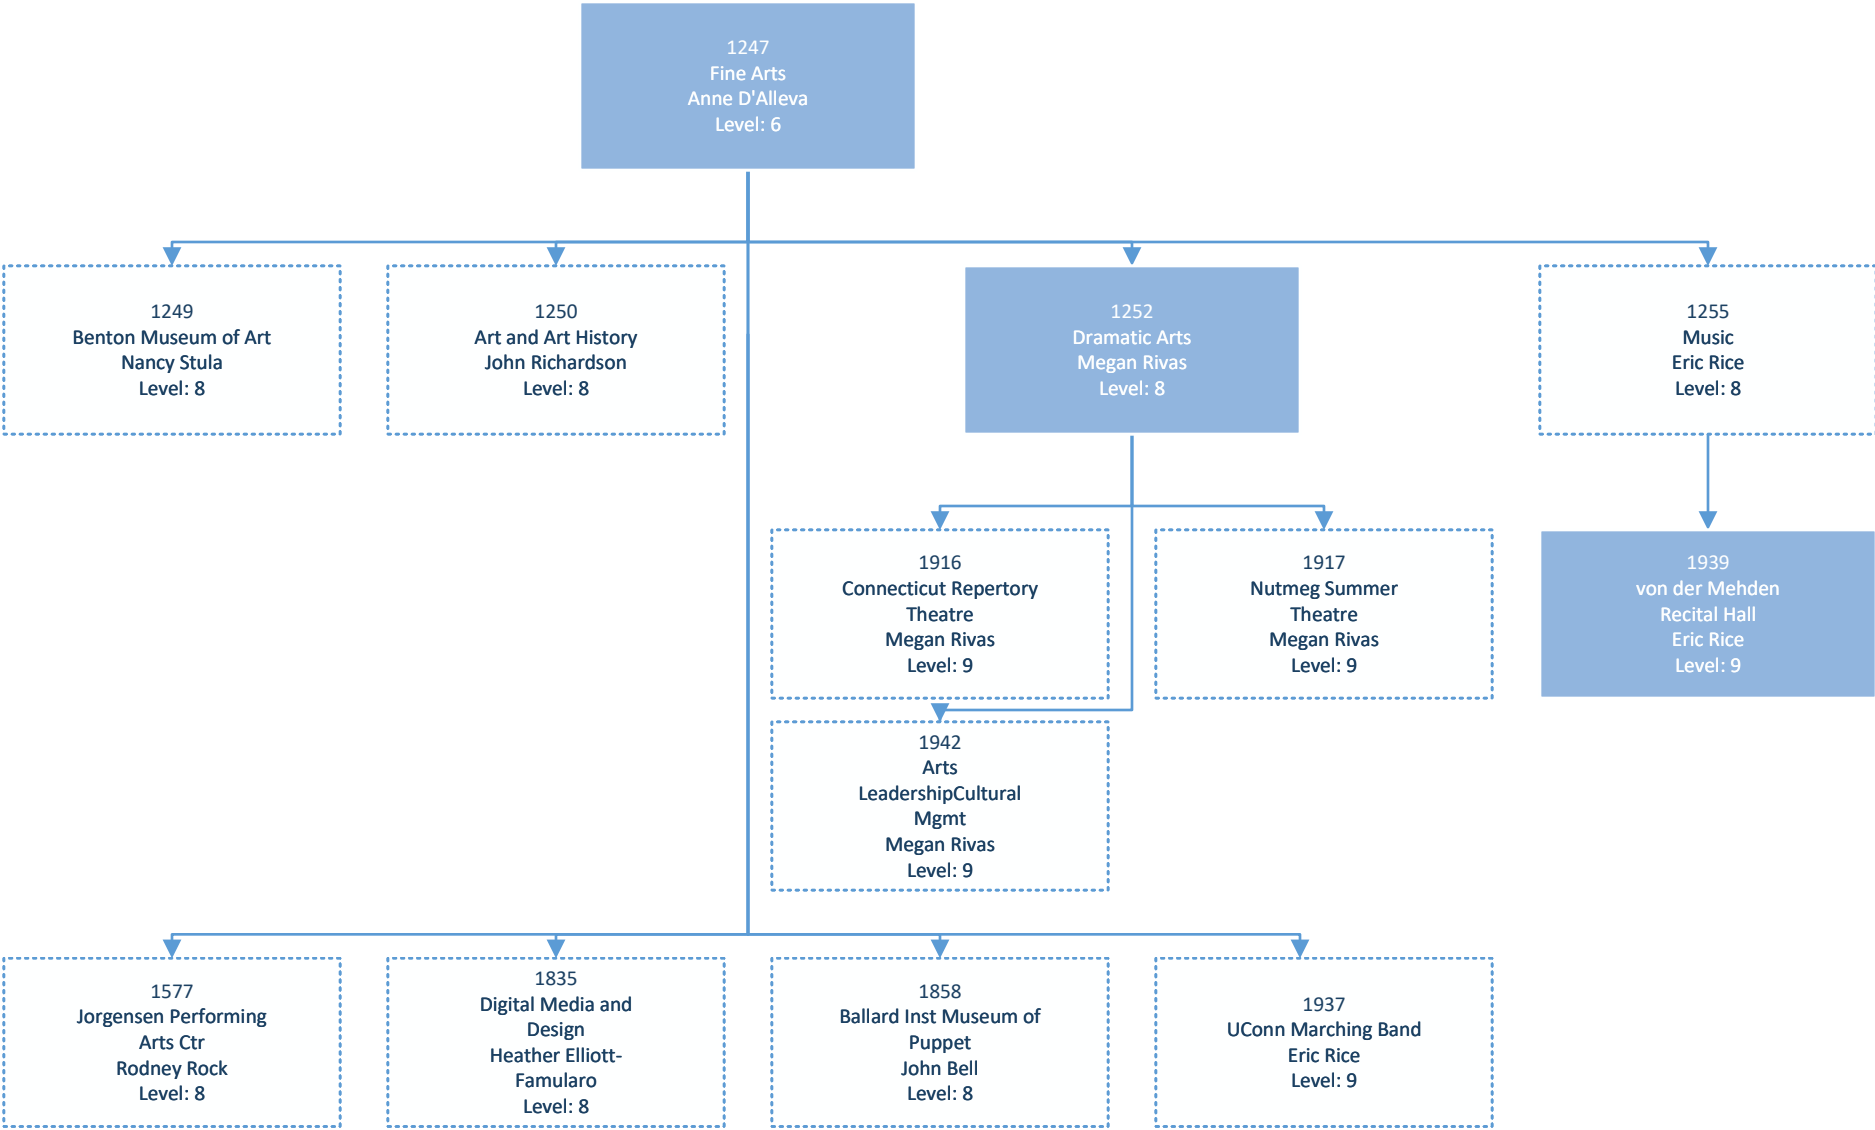 1247
Fine Arts
Anne D'Alleva
Level: 6
1249
Benton Museum of Art
Nancy Stula
Level: 8
1250
Art and Art History
John Richardson
Level: 8
1252
Dramatic Arts
Megan Rivas
Level: 8
1255
Music
Eric Rice
Level: 8
1916
Connecticut Repertory
Theatre
Megan Rivas
Level: 9
1917
Nutmeg Summer
Theatre
Megan Rivas
Level: 9
1939
von der Mehden
Recital Hall
Eric Rice
Level: 9
1942
Arts
LeadershipCultural
Mgmt
Megan Rivas
Level: 9
1577
Jorgensen Performing
Arts Ctr
Rodney Rock
Level: 8
1835
Digital Media and
Design
Heather Elliott-
Famularo
Level: 8
1858
Ballard Inst Museum of
Puppet
John Bell
Level: 8
1937
UConn Marching Band
Eric Rice
Level: 9